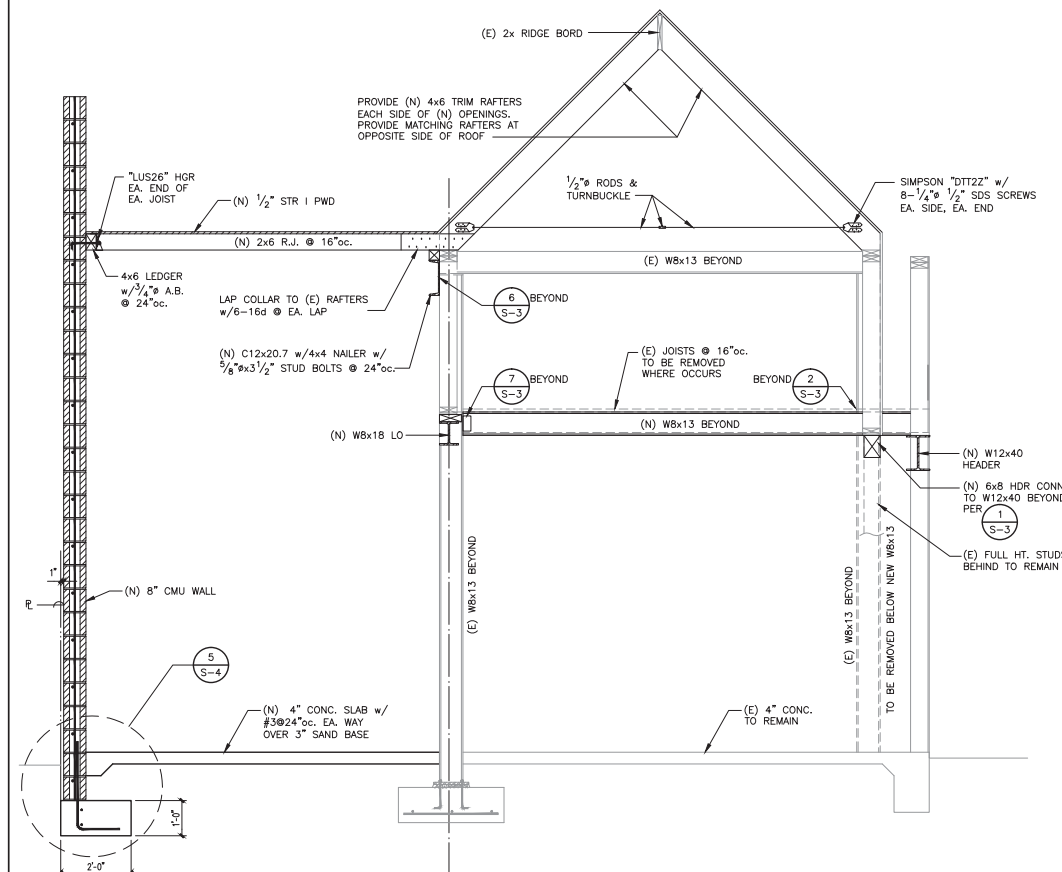 (E) 2x RIDGE BORD
PROVIDE (N) 4x6 TRIM RAFTERS
EACH SIDE OF (N) OPENINGS.
PROVIDE MATCHING RAFTERS AT
OPPOSITE SIDE OF ROOF
"LUS26" HGR
EA. END OF
EA. JOIST
(N) 1/2" STR I PWD
1/2"ø RODS &
TURNBUCKLE
SIMPSON "DTT2Z" w/
8-1/4"ø 1/2" SDS SCREWS
EA. SIDE, EA. END
(N) 2x6 R.J. @ 16"oc.
(E) W8x13 BEYOND
4x6 LEDGER
w/3/4"ø A.B.
@ 24"oc.
LAP COLLAR TO (E) RAFTERS
w/6-16d @ EA. LAP
6
S-3
BEYOND
(N) C12x20.7 w/4x4 NAILER w/
5/8"øx3 1/2" STUD BOLTS @ 24"oc.
(E) JOISTS @ 16"oc.
TO BE REMOVED
WHERE OCCURS
7
S-3
BEYOND
BEYOND
2
S-3
(N) W8x18 LO
(N) W8x13 BEYOND
(N) W12x40
HEADER
(N) 6x8 HDR CONN
TO W12x40 BEYOND
PER
1
S-3
(E) FULL HT. STUDS
BEHIND TO REMAIN
1"
(N) 8" CMU WALL
(E) W8x13 BEYOND
(E) W8x13 BEYOND
TO BE REMOVED BELOW NEW W8x13
5
S-4
(N) 4" CONC. SLAB w/
#3@24"oc. EA. WAY
OVER 3" SAND BASE
(E) 4" CONC.
TO REMAIN
1'-0"
2'-0"